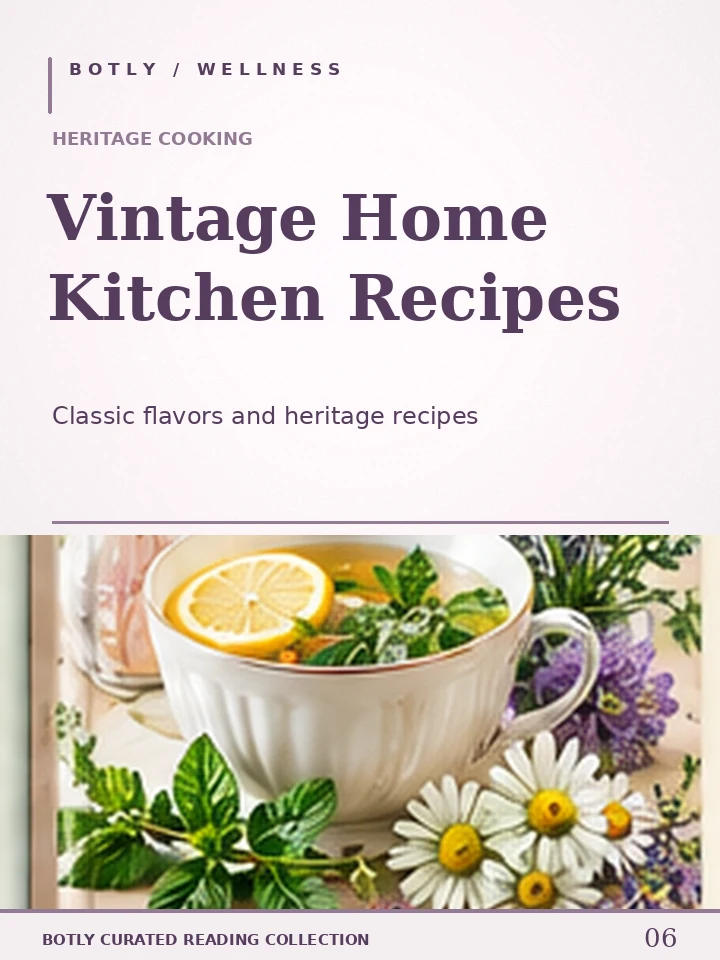 BOTLY / WELLNESS
HERITAGE COOKING
Vintage Home
Kitchen Recipes
Classic flavors and heritage recipes
BOTLY CURATED READING COLLECTION
06